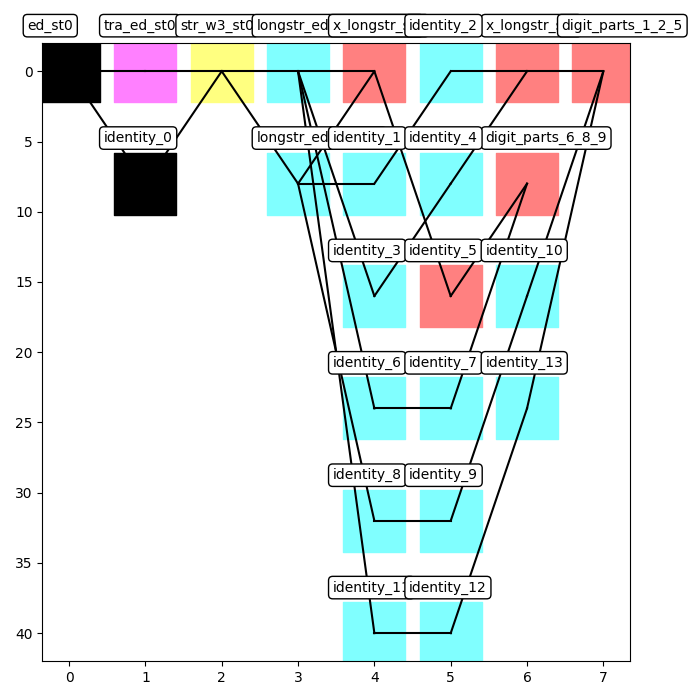 ed_st0 tra_ed_st0 str_w3_st0 longstr_ed x_longstr_ identity_2 x_longstr_ digit_parts_1_2_5
0
5 identity_0 longstr_ed identity_1 identity_4 digit_parts_6_8_9
10
identity_3 identity_5 identity_10
15
20
identity_6 identity_7 identity_13
25
identity_8 identity_9
30
35
identity_11 identity_12
40
0 1 2 3 4 5 6 7